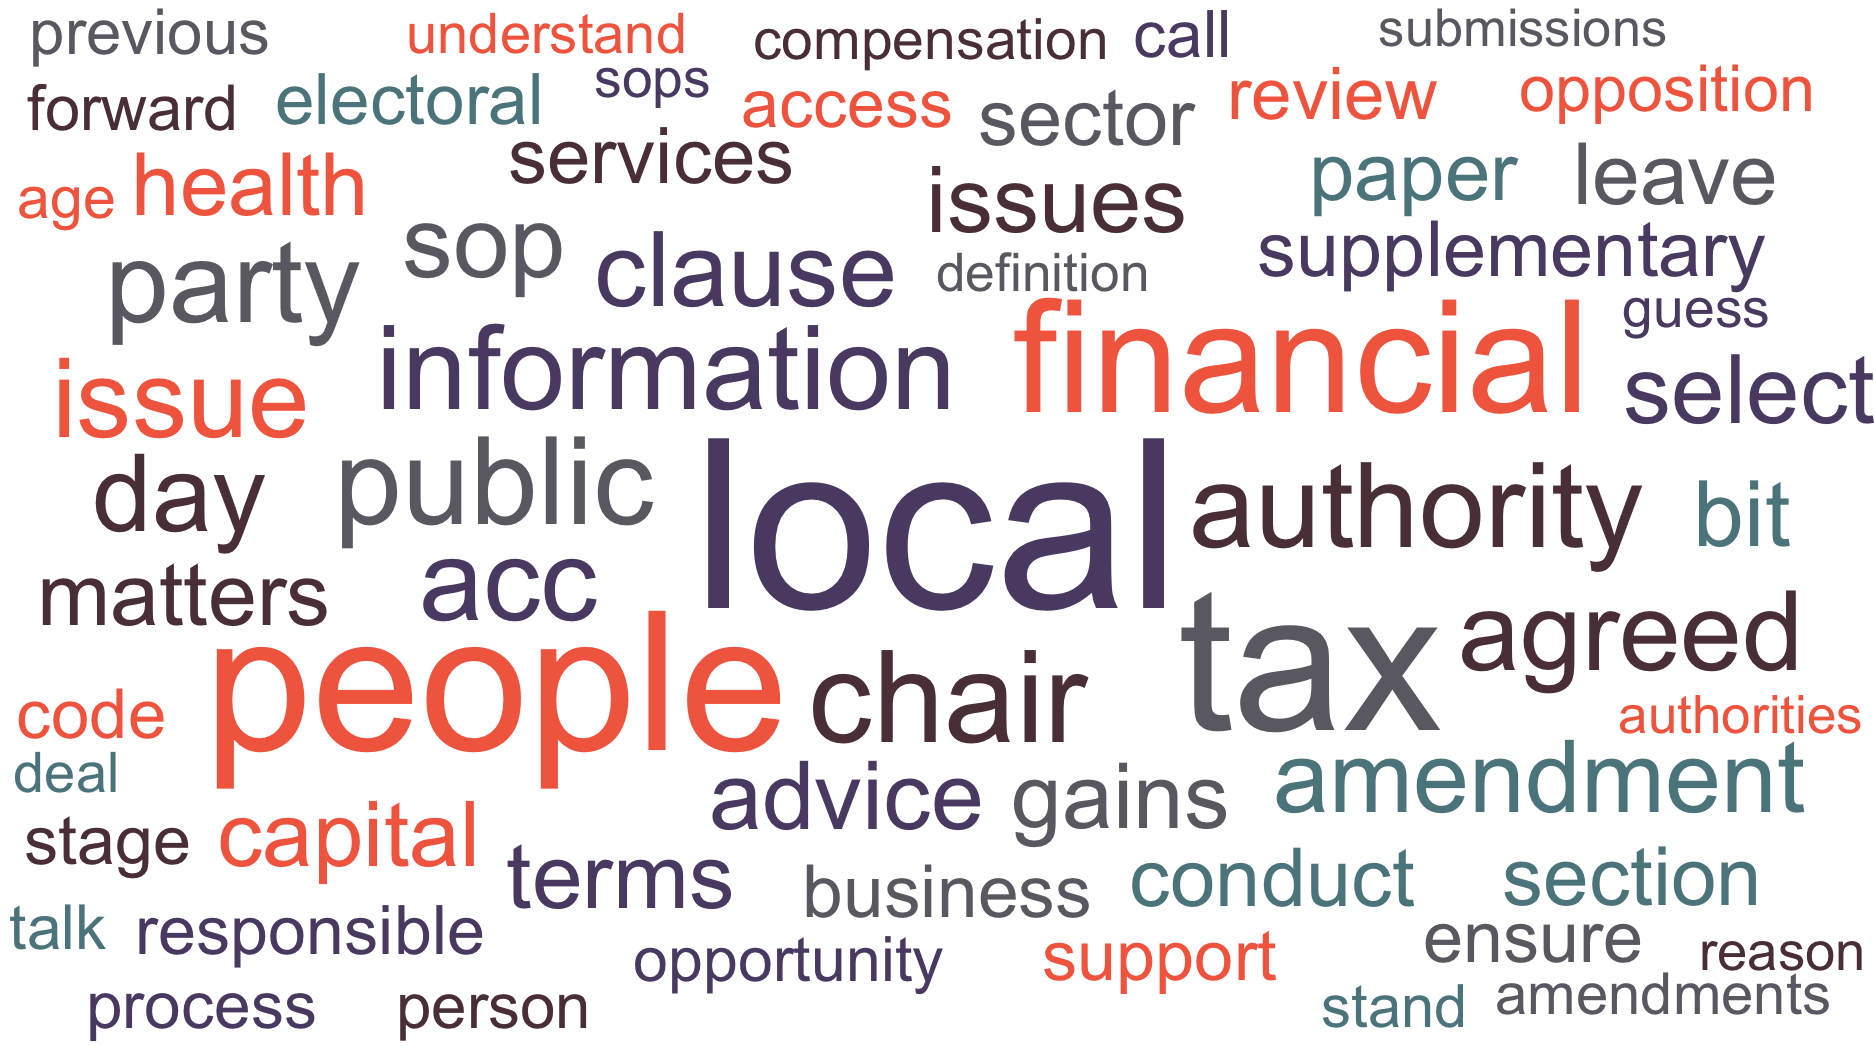 previous understand compensation call submissions
forward electoral sops access sector review opposition
age health services issues paper leave
party sop clause definition supplementary
issue information financial guess select
day public local authority bit
matters acc tax agreed
code people chair authorities
deal advice gains amendment
stage capital terms business conduct section
talk responsible opportunity support ensure reason
process person stand amendments